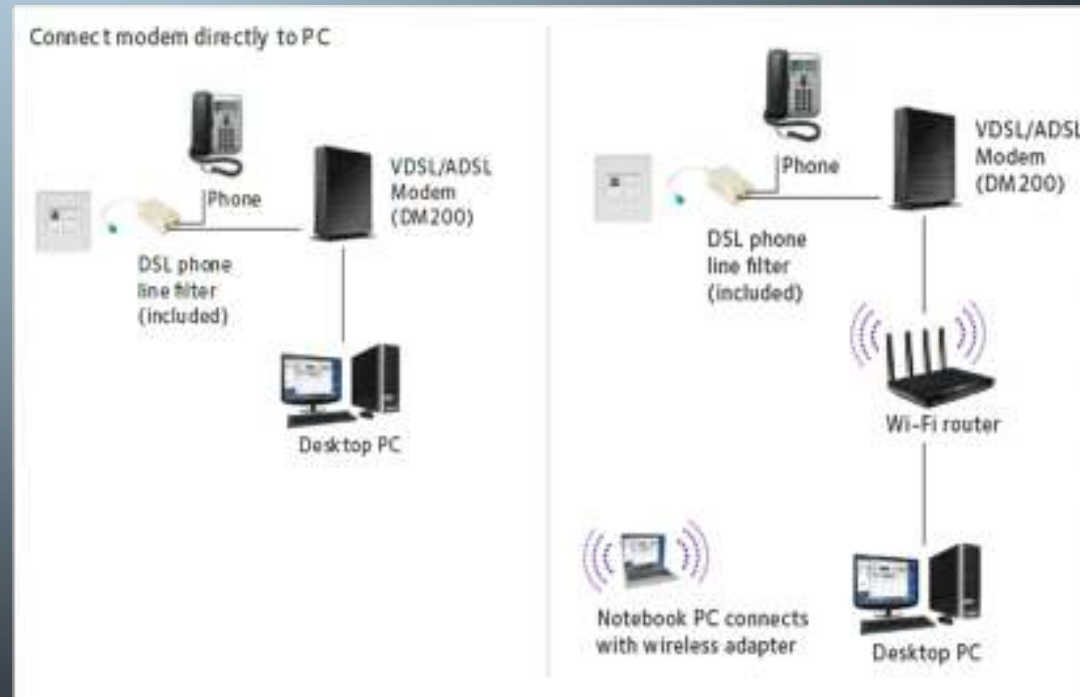 Connect modem directly to PC
Phone
VDSL/ADSL
Modem
(DM200)
DSL phone
line filter
(included)
Desktop PC
Phone
VDSL/ADSL
Modem
(DM200)
DSL phone
line filter
(included)
Wi-Fi router
Notebook PC connects
with wireless adapter
Desktop PC